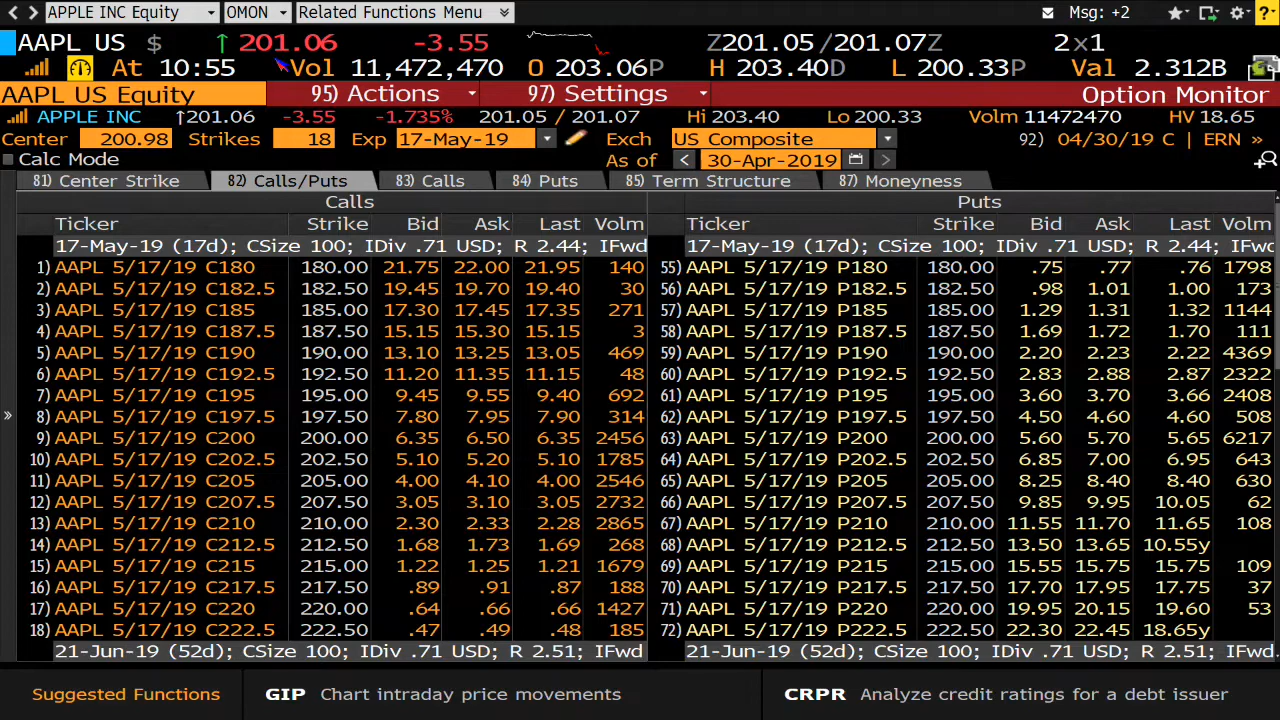 APPLE INC Equity OMON Related Functions Menu Msg: +2 ?
AAPL US $ ↑ 201.06 -3.55 Z201.05/201.07Z 2x1
At 10:55 Vol 11,472,470 O 203.06P H 203.40D L 200.33P Val 2.312B
AAPL US Equity 95) Actions 97) Settings Option Monitor
APPLE INC ↑201.06 -3.55 -1.735% 201.05 / 201.07 Hi 203.40 Lo 200.33 Volm 11472470 HV 18.65
Center 200.98 Strikes 18 Exp 17-May-19 Exch US Composite 92) 04/30/19 C | ERN »
Calc Mode As of < 30-Apr-2019 >
81) Center Strike 82) Calls/Puts 83) Calls 84) Puts 85) Term Structure 87) Moneyness
Calls Puts
Ticker Strike Bid Ask Last Volm Ticker Strike Bid Ask Last Volm
17-May-19 (17d); CSize 100; IDiv .71 USD; R 2.44; IFwd 17-May-19 (17d); CSize 100; IDiv .71 USD; R 2.44; IFwd
1) AAPL 5/17/19 C180 180.00 21.75 22.00 21.95 140 55) AAPL 5/17/19 P180 180.00 .75 .77 .76 1798
2) AAPL 5/17/19 C182.5 182.50 19.45 19.70 19.40 30 56) AAPL 5/17/19 P182.5 182.50 .98 1.01 1.00 173
3) AAPL 5/17/19 C185 185.00 17.30 17.45 17.35 271 57) AAPL 5/17/19 P185 185.00 1.29 1.31 1.32 1144
4) AAPL 5/17/19 C187.5 187.50 15.15 15.30 15.15 3 58) AAPL 5/17/19 P187.5 187.50 1.69 1.72 1.70 111
5) AAPL 5/17/19 C190 190.00 13.10 13.25 13.05 469 59) AAPL 5/17/19 P190 190.00 2.20 2.23 2.22 4369
6) AAPL 5/17/19 C192.5 192.50 11.20 11.35 11.15 48 60) AAPL 5/17/19 P192.5 192.50 2.83 2.88 2.87 2322
7) AAPL 5/17/19 C195 195.00 9.45 9.55 9.40 692 61) AAPL 5/17/19 P195 195.00 3.60 3.70 3.66 2408
8) AAPL 5/17/19 C197.5 197.50 7.80 7.95 7.90 314 62) AAPL 5/17/19 P197.5 197.50 4.50 4.60 4.60 508
9) AAPL 5/17/19 C200 200.00 6.35 6.50 6.35 2456 63) AAPL 5/17/19 P200 200.00 5.60 5.70 5.65 6217
10) AAPL 5/17/19 C202.5 202.50 5.10 5.20 5.10 1785 64) AAPL 5/17/19 P202.5 202.50 6.85 7.00 6.95 643
11) AAPL 5/17/19 C205 205.00 4.00 4.10 4.10 2546 65) AAPL 5/17/19 P205 205.00 8.25 8.40 8.40 630
12) AAPL 5/17/19 C207.5 207.50 3.05 3.10 3.05 2732 66) AAPL 5/17/19 P207.5 207.50 9.85 9.95 10.05 62
13) AAPL 5/17/19 C210 210.00 2.30 2.33 2.28 2865 67) AAPL 5/17/19 P210 210.00 11.55 11.70 11.65 108
14) AAPL 5/17/19 C212.5 212.50 1.68 1.73 1.69 268 68) AAPL 5/17/19 P212.5 212.50 13.50 13.65 10.55y
15) AAPL 5/17/19 C215 215.00 1.22 1.25 1.21 1679 69) AAPL 5/17/19 P215 215.00 15.55 15.75 15.75 109
16) AAPL 5/17/19 C217.5 217.50 .89 .91 .87 188 70) AAPL 5/17/19 P217.5 217.50 17.70 17.95 17.75 37
17) AAPL 5/17/19 C220 220.00 .64 .66 .66 1427 71) AAPL 5/17/19 P220 220.00 19.95 20.15 19.60 53
18) AAPL 5/17/19 C222.5 222.50 .47 .49 .48 185 72) AAPL 5/17/19 P222.5 222.50 22.30 22.45 18.65y
21-Jun-19 (52d); CSize 100; IDiv .71 USD; R 2.51; IFwd 21-Jun-19 (52d); CSize 100; IDiv .71 USD; R 2.51; IFwd
Suggested Functions GIP Chart intraday price movements CRPR Analyze credit ratings for a debt issuer